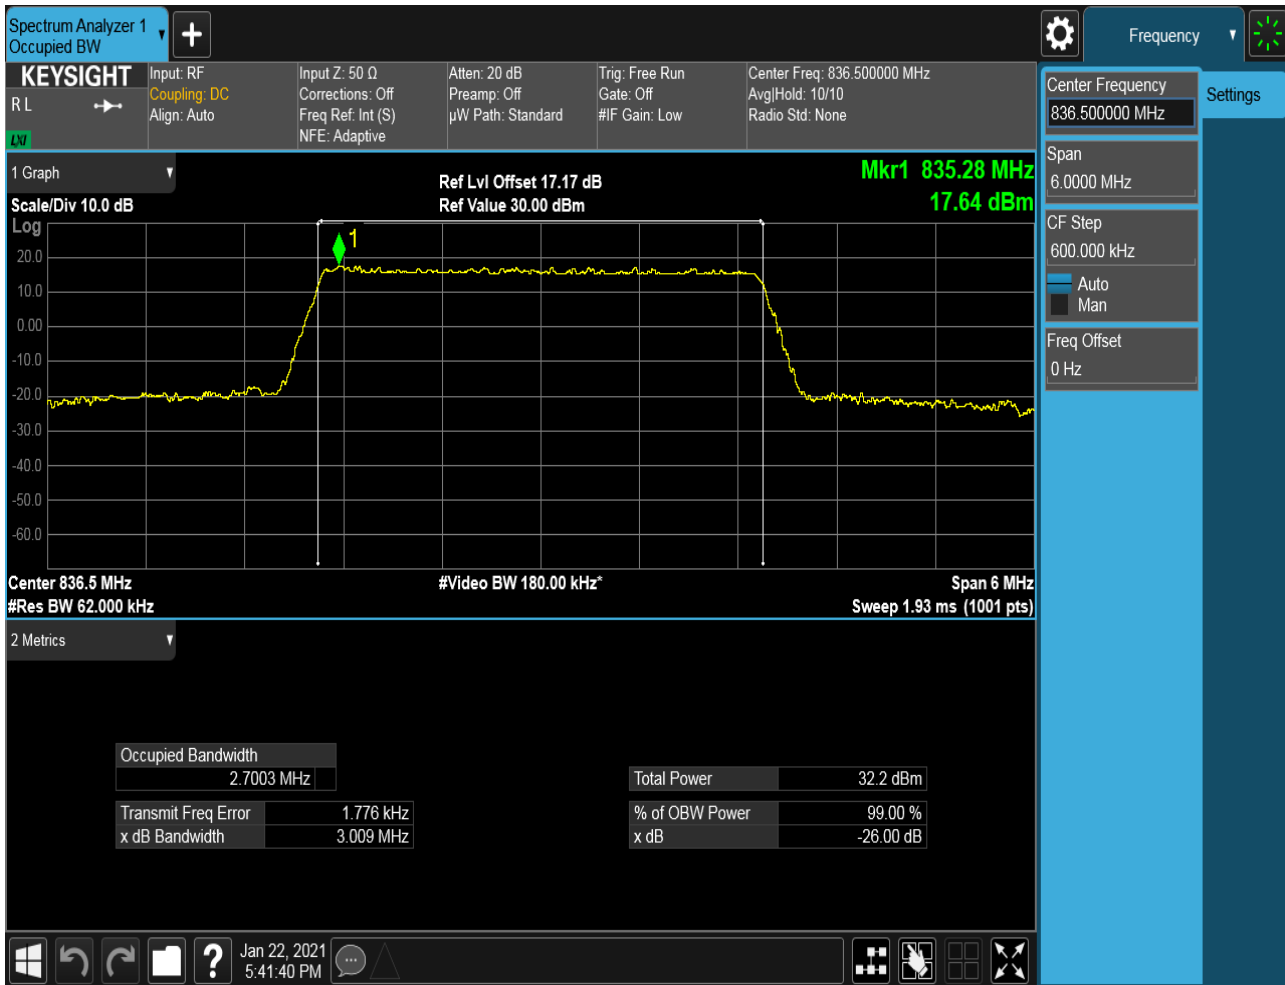 Spectrum Analyzer 1
Occupied BW
+
Frequency
KEYSIGHT
R L
LXI
Input: RF
Coupling: DC
Align: Auto
Input Z: 50 Ω
Corrections: Off
Freq Ref: Int (S)
NFE: Adaptive
Atten: 20 dB
Preamp: Off
µW Path: Standard
Trig: Free Run
Gate: Off
#IF Gain: Low
Center Freq: 836.500000 MHz
Avg|Hold: 10/10
Radio Std: None
Center Frequency
836.500000 MHz
Settings
Span
6.0000 MHz
CF Step
600.000 kHz
Auto
Man
Freq Offset
0 Hz
1 Graph
Scale/Div 10.0 dB
Ref Lvl Offset 17.17 dB
Ref Value 30.00 dBm
Mkr1 835.28 MHz
17.64 dBm
Log
1
20.0
10.0
0.00
-10.0
-20.0
-30.0
-40.0
-50.0
-60.0
Center 836.5 MHz
#Res BW 62.000 kHz
#Video BW 180.00 kHz*
Span 6 MHz
Sweep 1.93 ms (1001 pts)
2 Metrics
Occupied Bandwidth
2.7003 MHz
Transmit Freq Error 1.776 kHz
x dB Bandwidth 3.009 MHz
Total Power 32.2 dBm
% of OBW Power 99.00 %
x dB -26.00 dB
?
Jan 22, 2021
5:41:40 PM